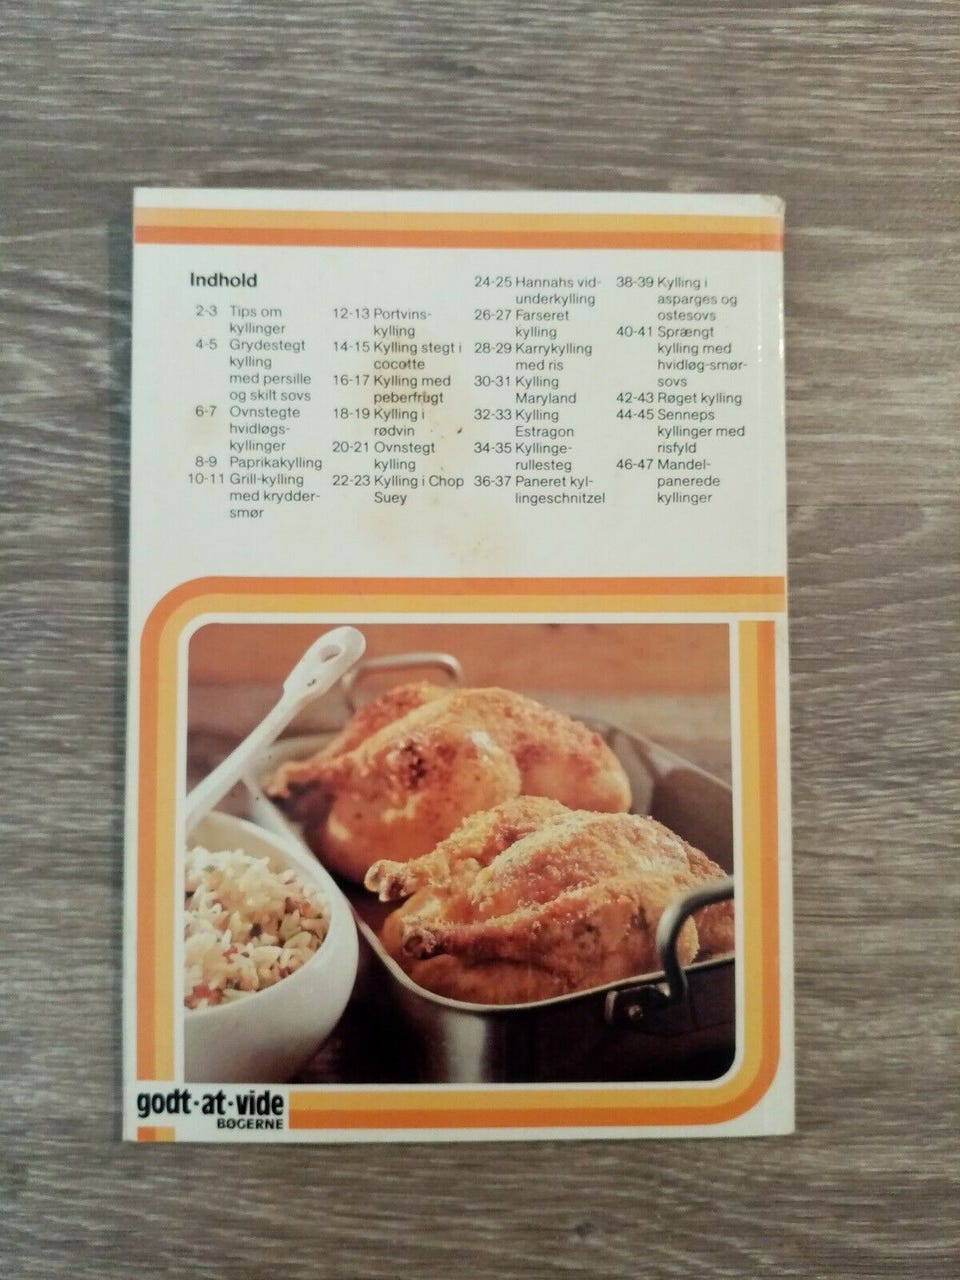 Indhold
2-3 Tips om
kyllinger
4-5 Grydestegt
kylling
med persille
og skilt sovs
6-7 Ovnstegte
hvidløgs-
kyllinger
8-9 Paprikakylling
10-11 Grill-kylling
med krydder-
smør
12-13 Portvins-
kylling
14-15 Kylling stegt i
cocotte
16-17 Kylling med
peberfrugt
18-19 Kylling i
rødvin
20-21 Ovnstegt
kylling
22-23 Kylling i Chop
Suey
24-25 Hannahs vid-
underkylling
26-27 Farseret
kylling
28-29 Karrykylling
med ris
30-31 Kylling
Maryland
32-33 Kylling
Estragon
34-35 Kyllinge-
rullesteg
36-37 Paneret kyl-
lingeschnitzel
38-39 Kylling i
asparges og
ostesovs
40-41 Sprængt
kylling med
hvidløg-smør-
sovs
42-43 Røget kylling
44-45 Senneps
kyllinger med
risfyld
46-47 Mandel-
panerede
kyllinger
godt·at·vide
BØGERNE